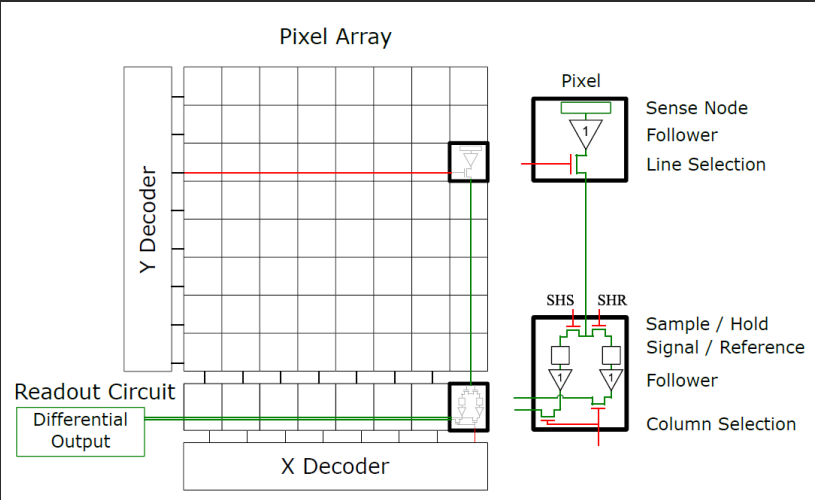 Pixel Array
Pixel
Sense Node
Follower
Line Selection
1
Y Decoder
SHS SHR
Sample / Hold
Signal / Reference
Follower
1 1
Column Selection
Readout Circuit
Differential
Output
X Decoder